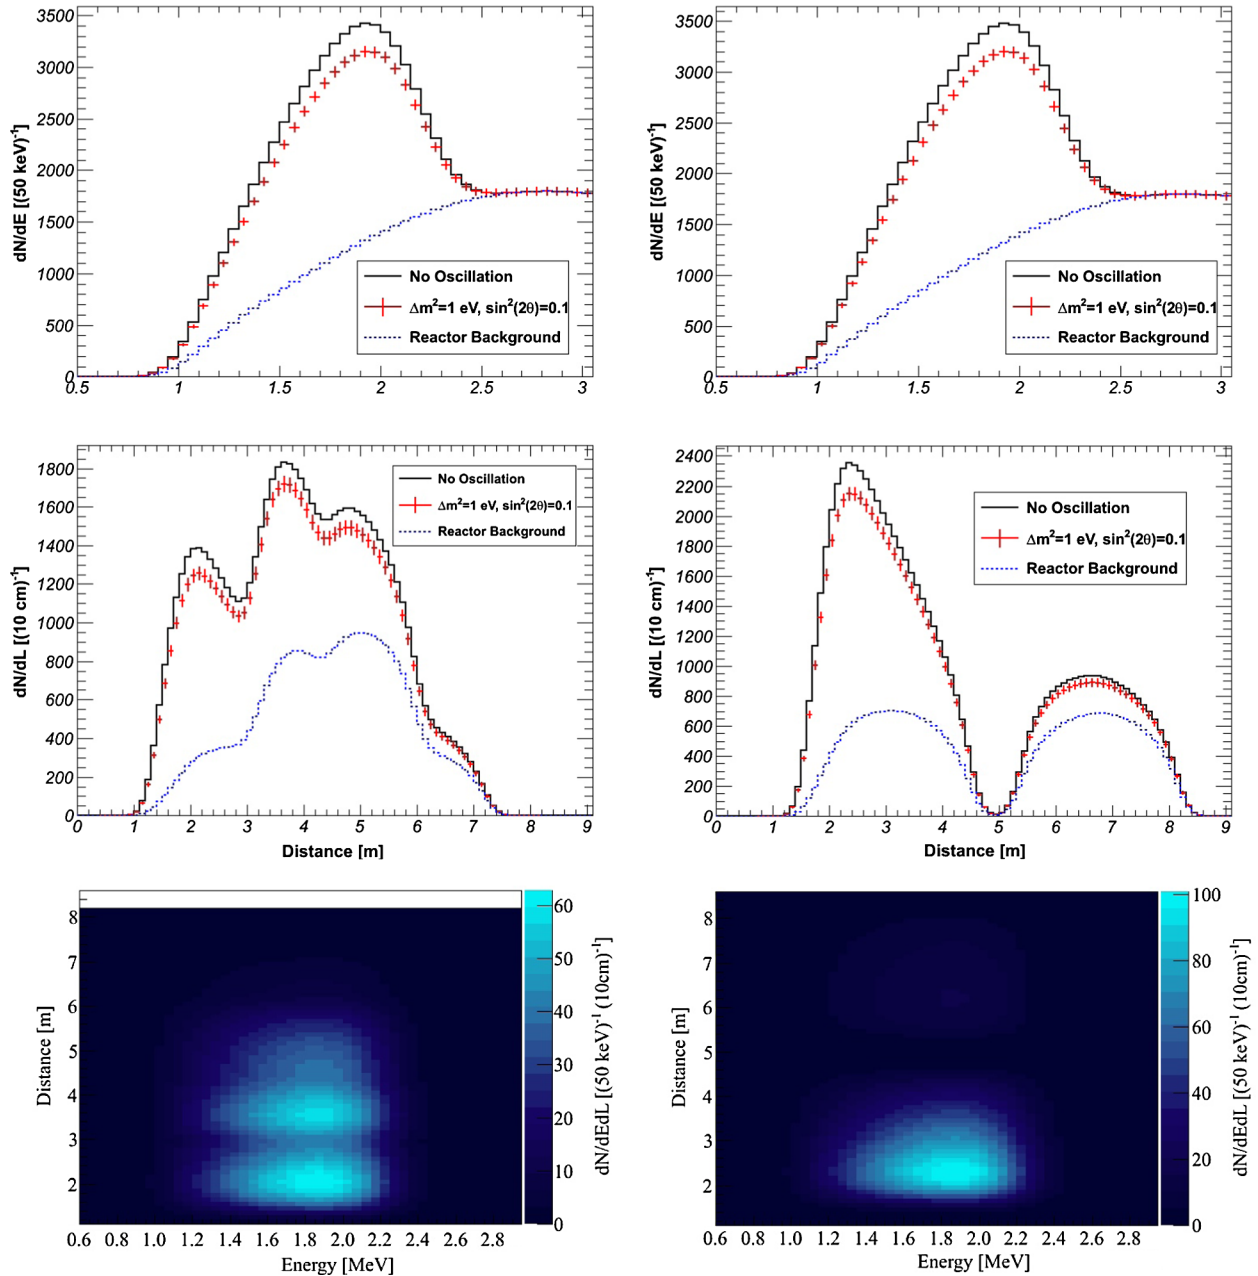 3500
3000
2500
2000
1500
1000
500
0
dN/dE [(50 keV)⁻¹]
No Oscillation
Δm²=1 eV, sin²(2θ)=0.1
Reactor Background
0.5 1 1.5 2 2.5 3
3500
3000
2500
2000
1500
1000
500
0
dN/dE [(50 keV)⁻¹]
No Oscillation
Δm²=1 eV, sin²(2θ)=0.1
Reactor Background
0.5 1 1.5 2 2.5 3
1800
1600
1400
1200
1000
800
600
400
200
0
dN/dL [(10 cm)⁻¹]
No Oscillation
Δm²=1 eV, sin²(2θ)=0.1
Reactor Background
0 1 2 3 4 5 6 7 8 9
Distance [m]
2400
2200
2000
1800
1600
1400
1200
1000
800
600
400
200
0
dN/dL [(10 cm)⁻¹]
No Oscillation
Δm²=1 eV, sin²(2θ)=0.1
Reactor Background
0 1 2 3 4 5 6 7 8 9
Distance [m]
8
7
6
5
4
3
2
Distance [m]
0.6 0.8 1.0 1.2 1.4 1.6 1.8 2.0 2.2 2.4 2.6 2.8
Energy [MeV]
60
50
40
30
20
10
0
dN/dEdL [(50 keV)⁻¹ (10cm)⁻¹]
8
7
6
5
4
3
2
Distance [m]
0.6 0.8 1.0 1.2 1.4 1.6 1.8 2.0 2.2 2.4 2.6 2.8
Energy [MeV]
100
80
60
40
20
0
dN/dEdL [(50 keV)⁻¹ (10cm)⁻¹]